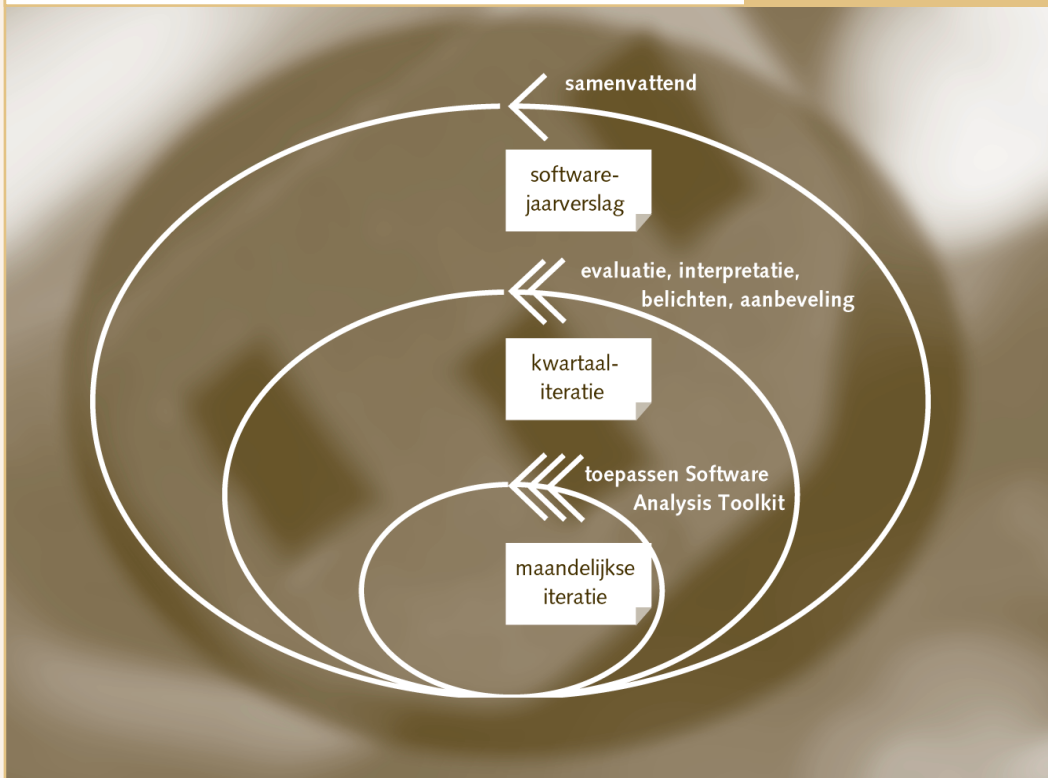 samenvattend
software-
jaarverslag
evaluatie, interpretatie,
belichten, aanbeveling
kwartaal-
iteratie
toepassen Software
Analysis Toolkit
maandelijkse
iteratie